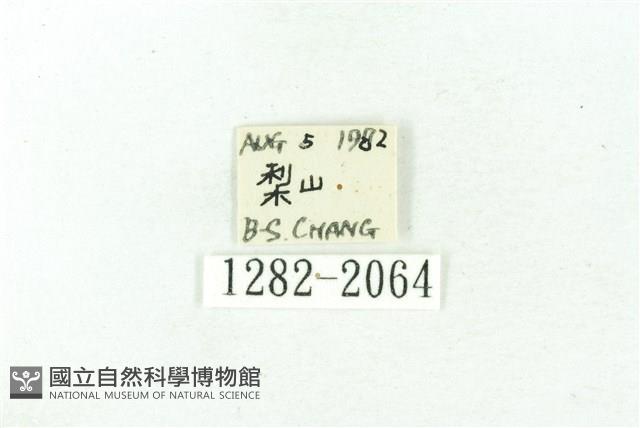 AUG 5 1982
梨山
B-S. CHANG
1282-2064
國立自然科學博物館
NATIONAL MUSEUM OF NATURAL SCIENCE